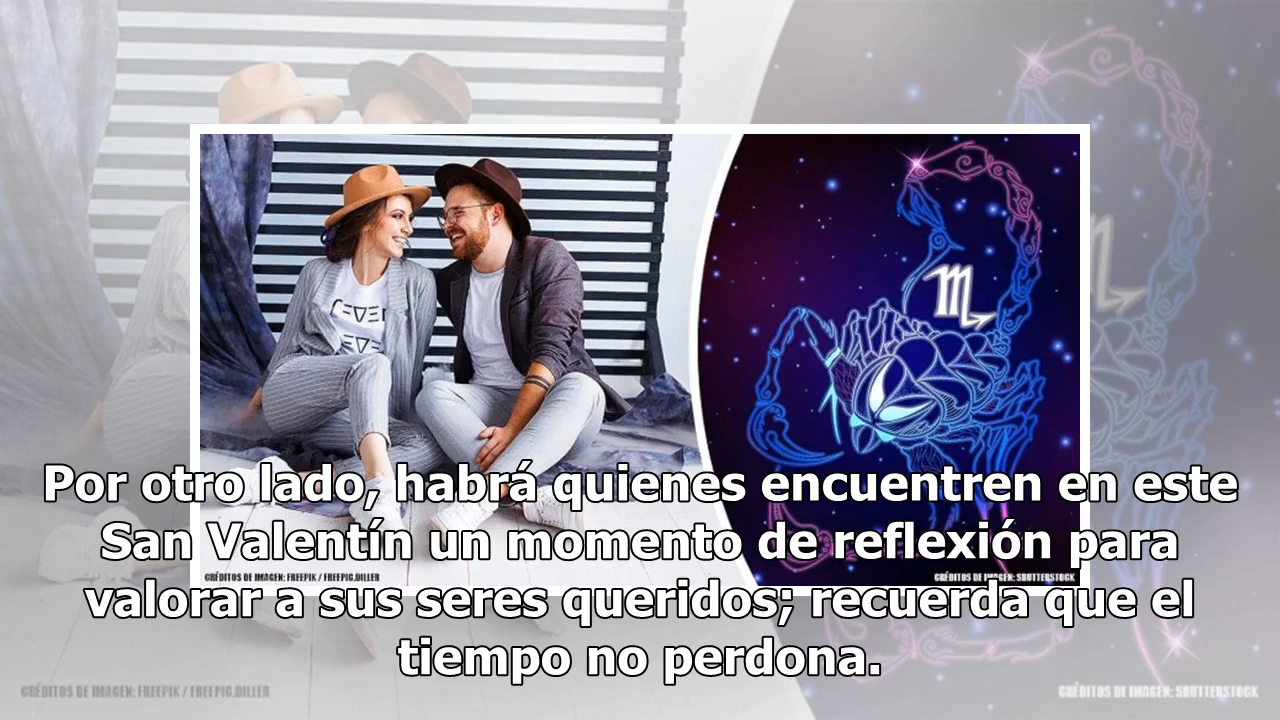 CREDITOS DE IMAGEN: FREEPIK / FREEPIC.DILLER
CRÉDITOS DE IMAGEN: SHUTTERSTOCK
Por otro lado, habrá quienes encuentren en este
San Valentín un momento de reflexión para
valorar a sus seres queridos; recuerda que el
tiempo no perdona.
CRÉDITOS DE IMAGEN: FREEPIK / FREEPIC.DILLER
CRÉDITOS DE IMAGEN: SHUTTERSTOCK